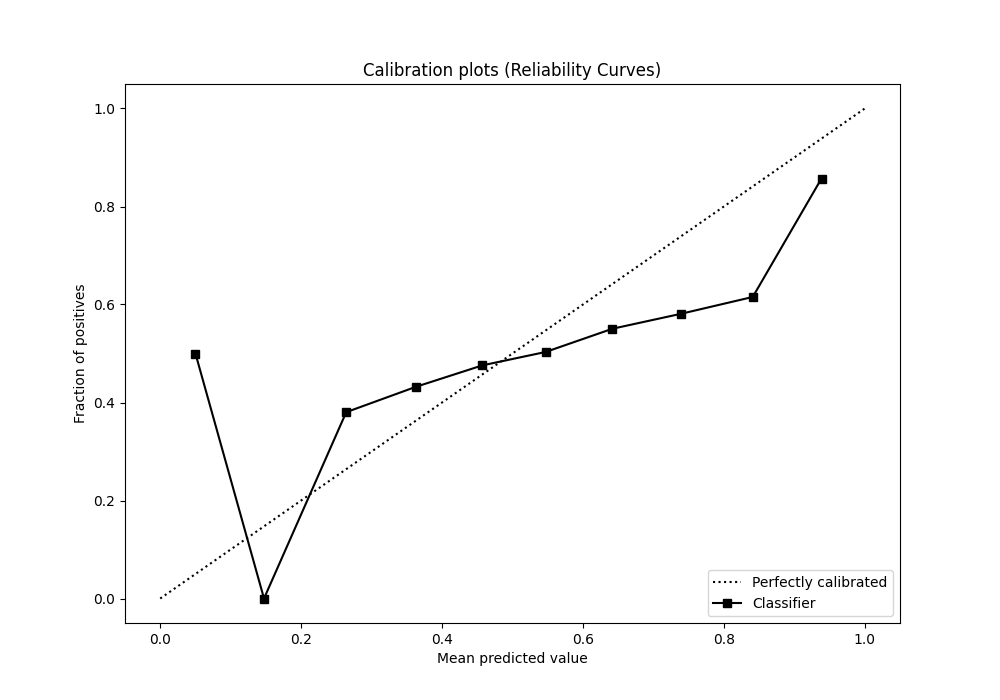 Calibration plots (Reliability Curves)
1.0
0.8
0.6
0.4
0.2
0.0
Fraction of positives
0.0 0.2 0.4 0.6 0.8 1.0
Mean predicted value
Perfectly calibrated
Classifier